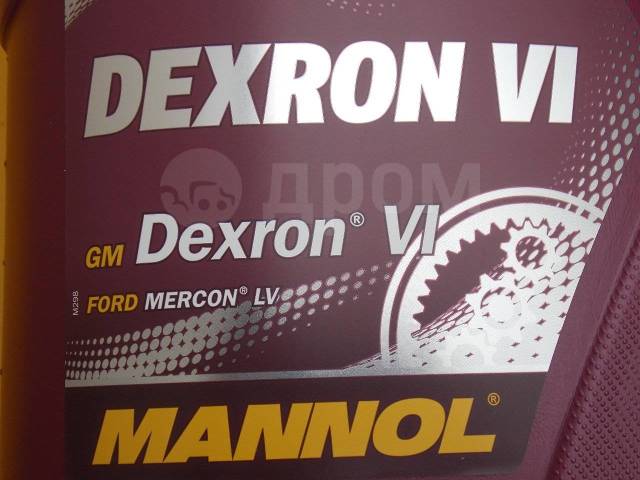 DEXRON VI
дром
GM Dexron® VI
FORD MERCON® LV
M298
MANNOL®